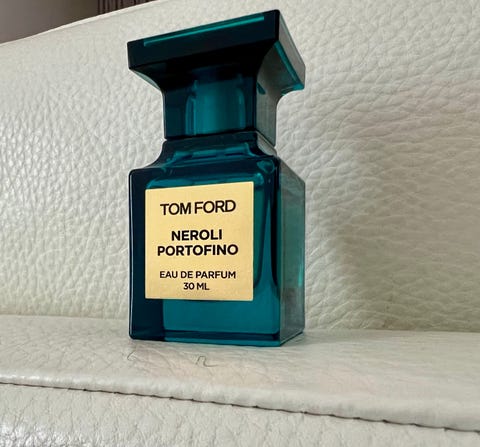 TOM FORD
NEROLI
PORTOFINO
EAU DE PARFUM
30 ML